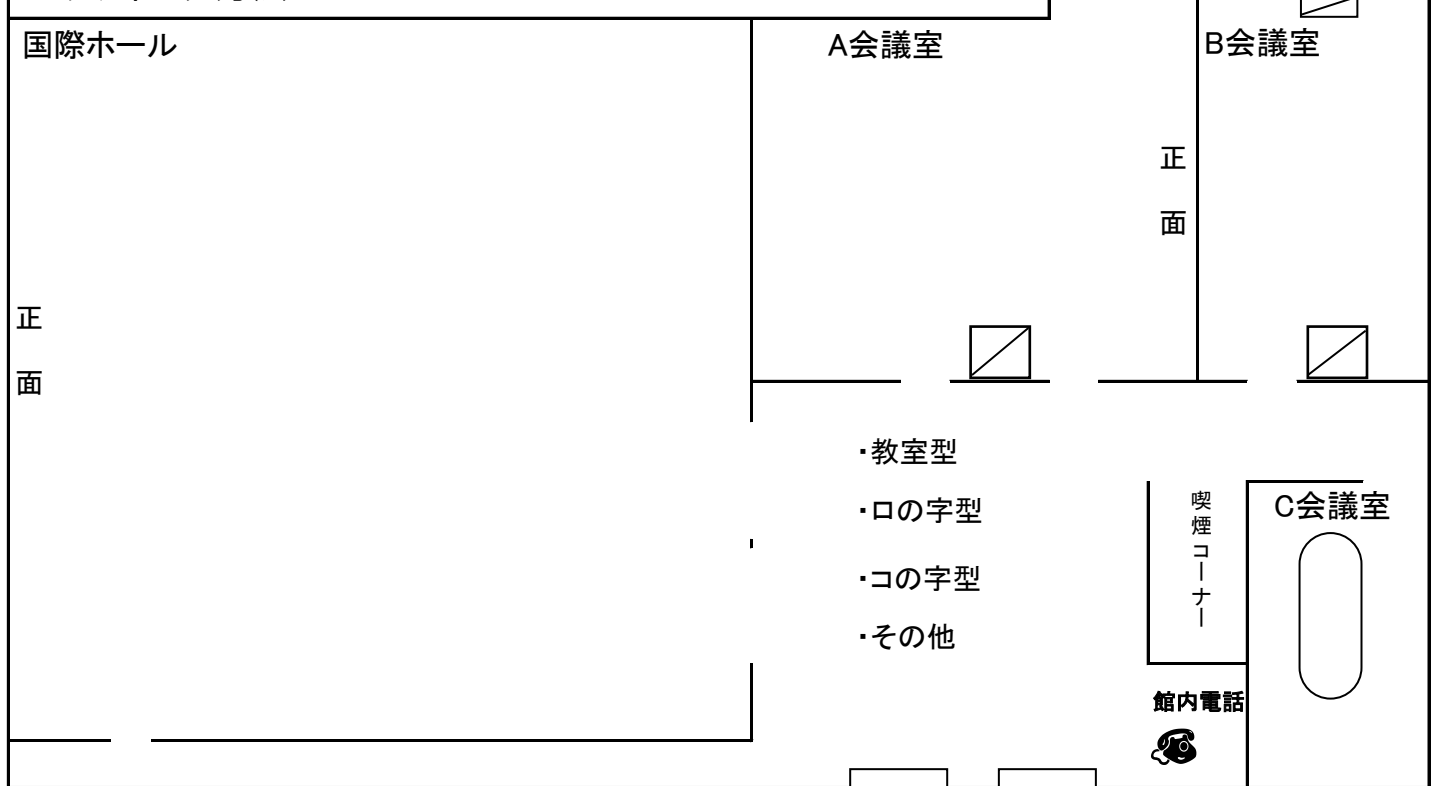 国際ホール
A会議室
B会議室
正面
正面
・教室型
・ロの字型
・コの字型
・その他
喫煙コーナー
C会議室
館内電話